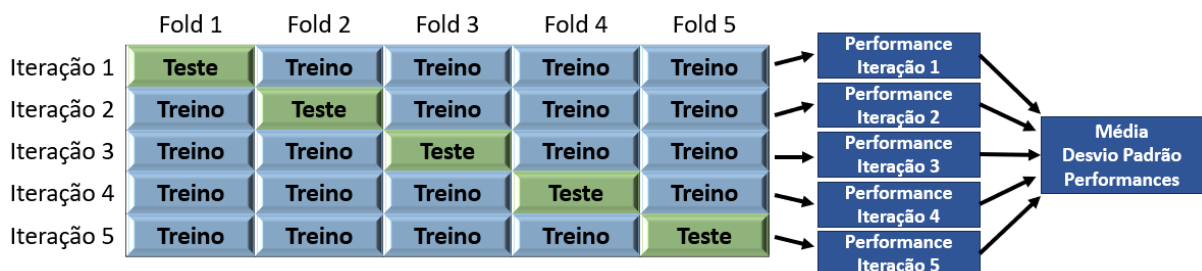 Fold 1 Fold 2 Fold 3 Fold 4 Fold 5
Iteração 1 Teste Treino Treino Treino Treino
Iteração 2 Treino Teste Treino Treino Treino
Iteração 3 Treino Treino Teste Treino Treino
Iteração 4 Treino Treino Treino Teste Treino
Iteração 5 Treino Treino Treino Treino Teste
Performance
Iteração 1
Performance
Iteração 2
Performance
Iteração 3
Performance
Iteração 4
Performance
Iteração 5
Média
Desvio Padrão
Performances